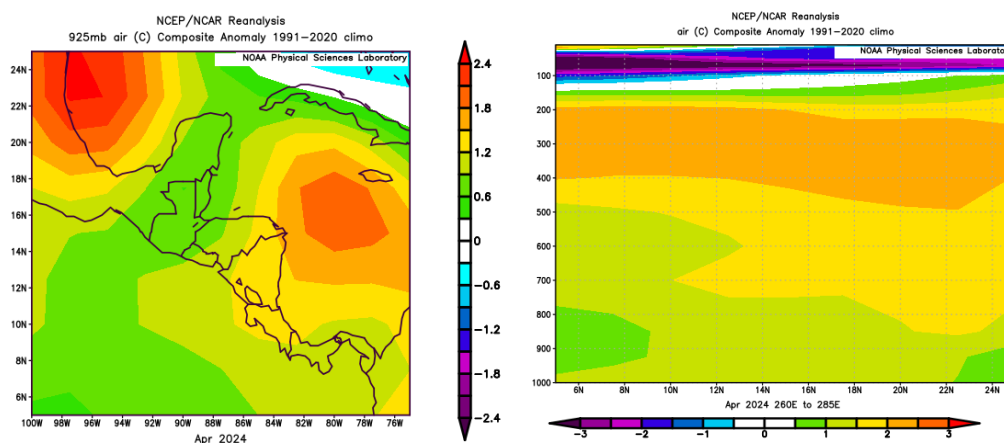 NCEP/NCAR Reanalysis
925mb air (C) Composite Anomaly 1991-2020 climo
NOAA Physical Sciences Laboratory
24N
22N
20N
18N
16N
14N
12N
10N
8N
6N
100W 98W 96W 94W 92W 90W 88W 86W 84W 82W 80W 78W 76W
Apr 2024
2.4
1.8
1.2
0.6
0
-0.6
-1.2
-1.8
-2.4
NCEP/NCAR Reanalysis
air (C) Composite Anomaly 1991-2020 climo
NOAA Physical Sciences Laboratory
100
200
300
400
500
600
700
800
900
1000
6N 8N 10N 12N 14N 16N 18N 20N 22N 24N
Apr 2024 260E to 285E
-3 -2 -1 0 1 2 3